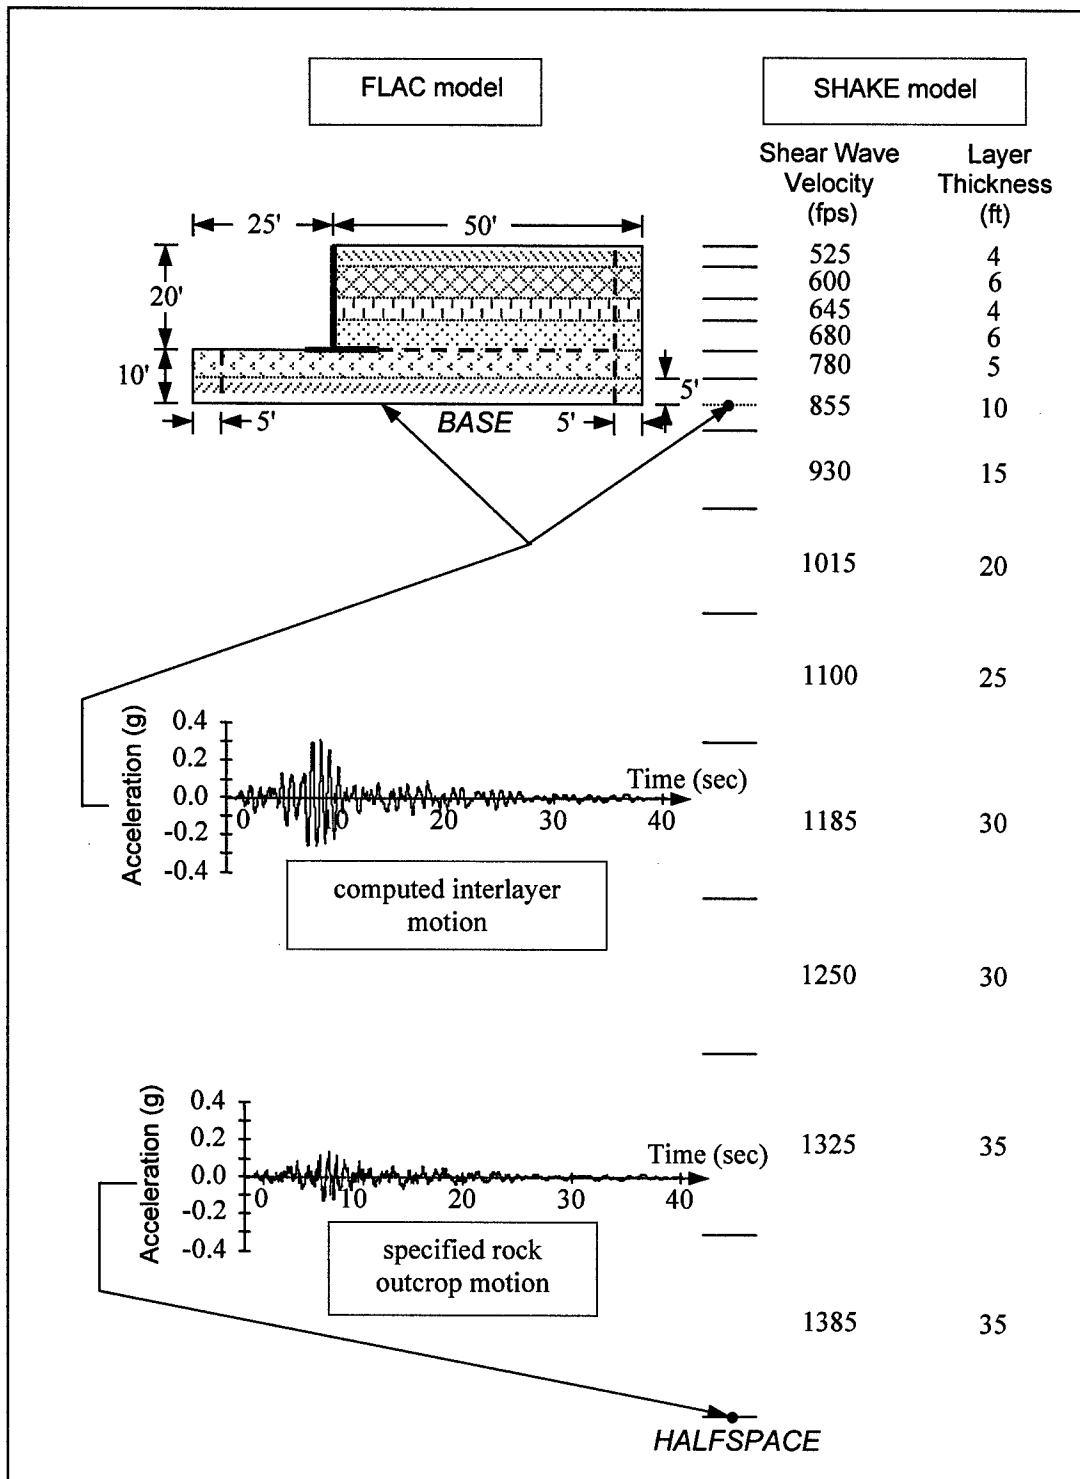 FLAC model
SHAKE model
Shear Wave
Velocity
(fps)
Layer
Thickness
(ft)
25'
50'
20'
10'
5'
BASE
5'
5'
525 4
600 6
645 4
680 6
780 5
855 10
930 15
1015 20
1100 25
1185 30
1250 30
1325 35
1385 35
Acceleration (g)
0.4
0.2
0.0
-0.2
-0.4
Time (sec)
0 10 20 30 40
computed interlayer
motion
Acceleration (g)
0.4
0.2
0.0
-0.2
-0.4
Time (sec)
0 10 20 30 40
specified rock
outcrop motion
HALFSPACE